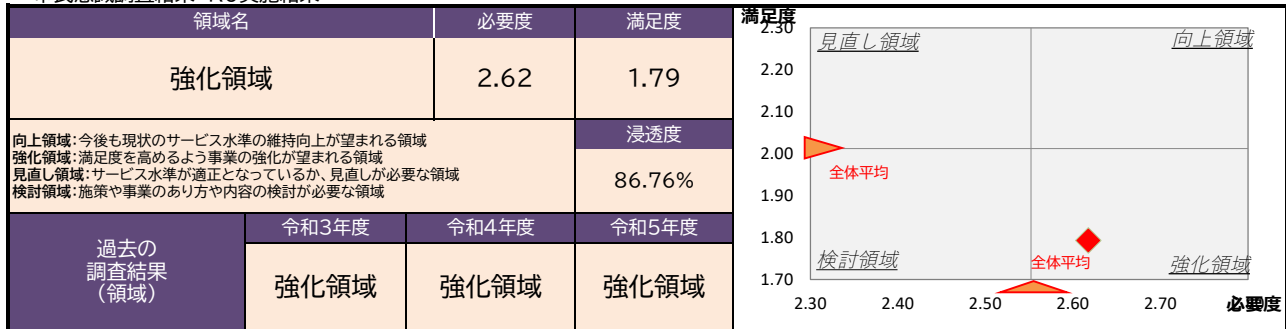 領域名 必要度 満足度
強化領域 2.62 1.79
向上領域:今後も現状のサービス水準の維持向上が望まれる領域
強化領域:満足度を高めるよう事業の強化が望まれる領域
見直し領域:サービス水準が適正となっているか、見直しが必要な領域
検討領域:施策や事業のあり方や内容の検討が必要な領域
浸透度
86.76%
過去の
調査結果
(領域)
令和3年度 令和4年度 令和5年度
強化領域 強化領域 強化領域
満足度
2.30
2.20
2.10
2.00
1.90
1.80
1.70
見直し領域 向上領域
全体平均
検討領域 全体平均 強化領域
2.30 2.40 2.50 2.60 2.70
必要度